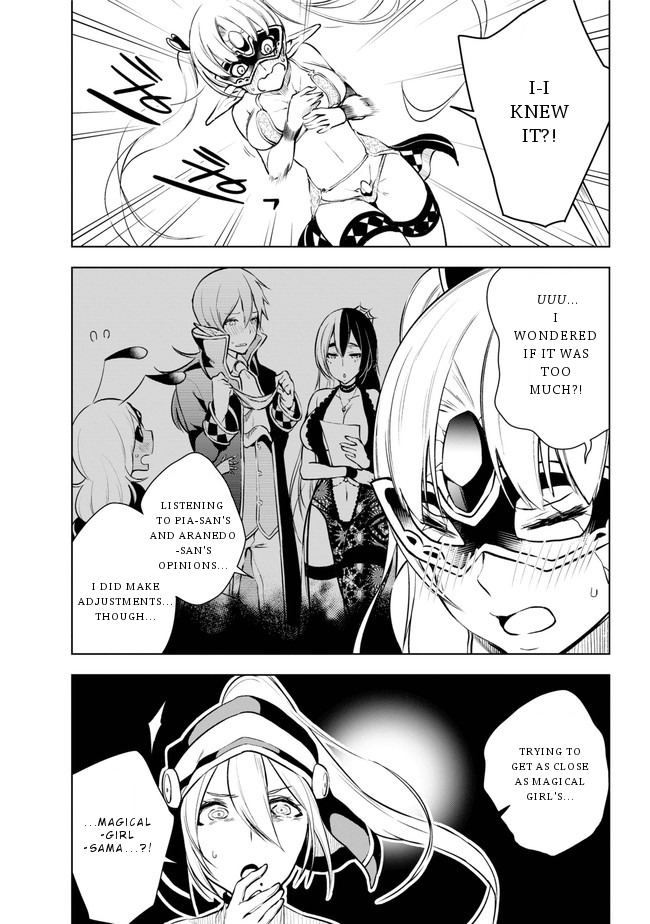 I-I
KNEW
IT?!
UUU...
I
WONDERED
IF IT WAS
TOO
MUCH?!
LISTENING
TO PIA-SAN'S
AND ARANEDO
-SAN'S
OPINIONS...
I DID MAKE
ADJUSTMENTS...
THOUGH...
TRYING TO
GET AS CLOSE
AS MAGICAL
GIRL'S...
...MAGICAL
-GIRL
-SAMA...?!